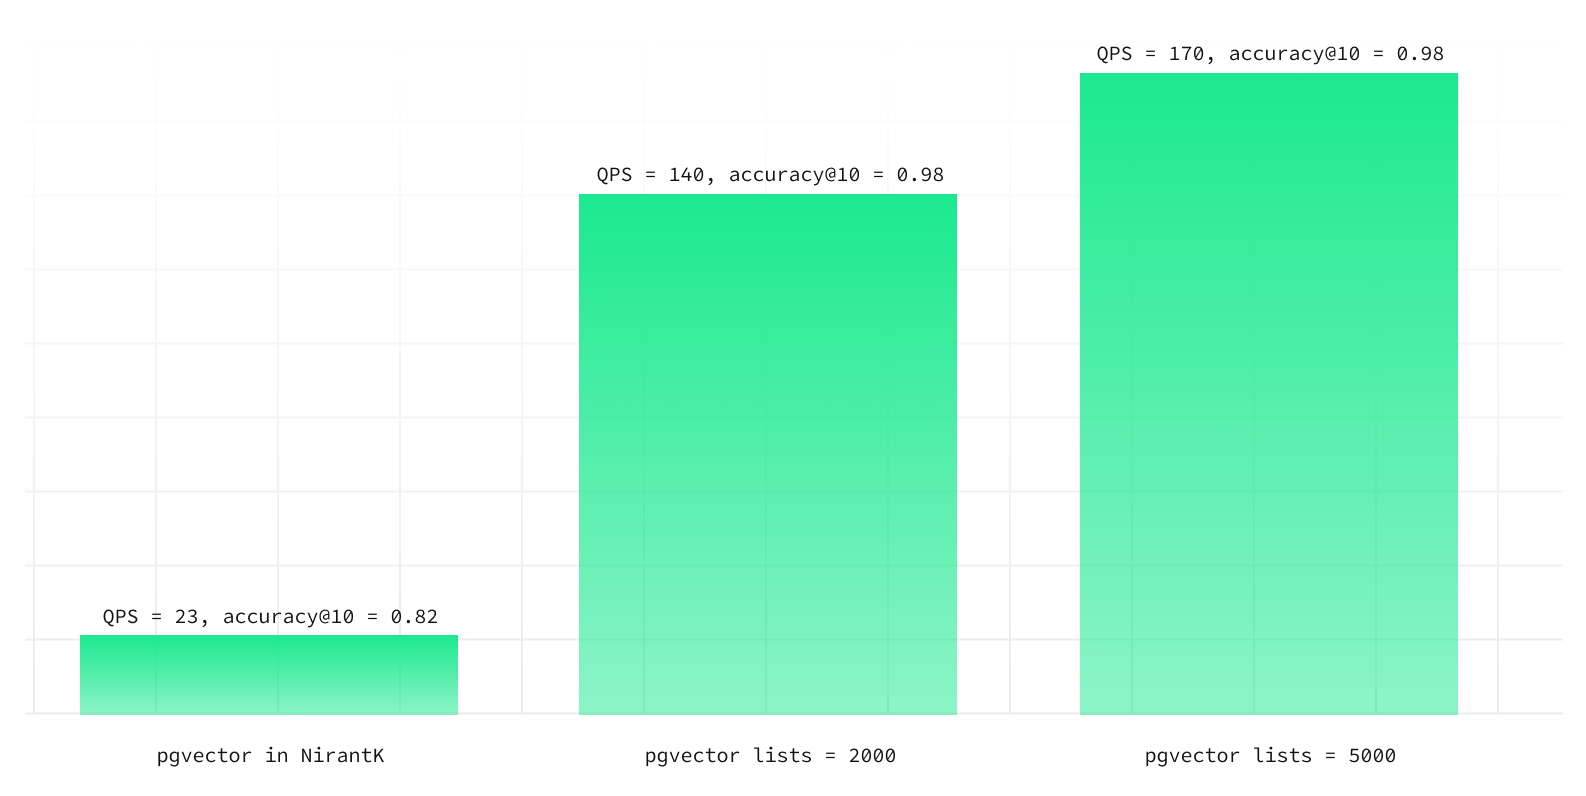 QPS = 170, accuracy@10 = 0.98
QPS = 140, accuracy@10 = 0.98
QPS = 23, accuracy@10 = 0.82
pgvector in NirantK
pgvector lists = 2000
pgvector lists = 5000